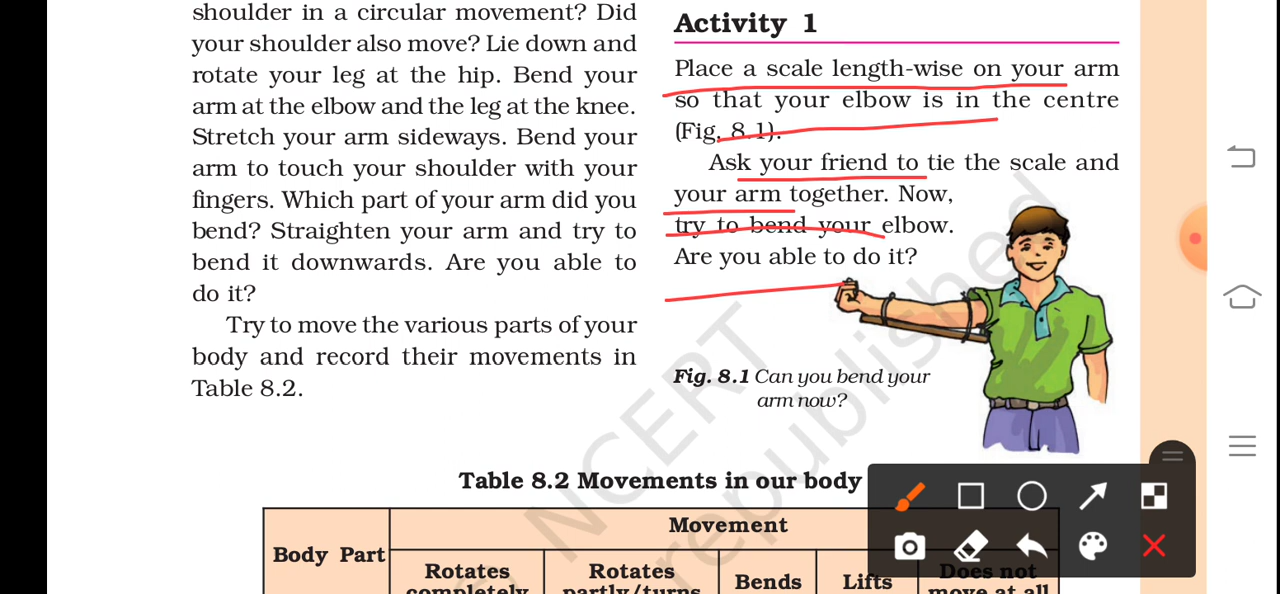 shoulder in a circular movement? Did
your shoulder also move? Lie down and
rotate your leg at the hip. Bend your
arm at the elbow and the leg at the knee.
Stretch your arm sideways. Bend your
arm to touch your shoulder with your
fingers. Which part of your arm did you
bend? Straighten your arm and try to
bend it downwards. Are you able to
do it?
Try to move the various parts of your
body and record their movements in
Table 8.2.
Activity 1
Place a scale length-wise on your arm
so that your elbow is in the centre
(Fig. 8.1).
Ask your friend to tie the scale and
your arm together. Now,
try to bend your elbow.
Are you able to do it?
Fig. 8.1 Can you bend your
arm now?
NCERT
republished
Table 8.2 Movements in our body
Body Part
Movement
Rotates
completely
Rotates
partly/turns
Bends
Lifts
Does not
move at all